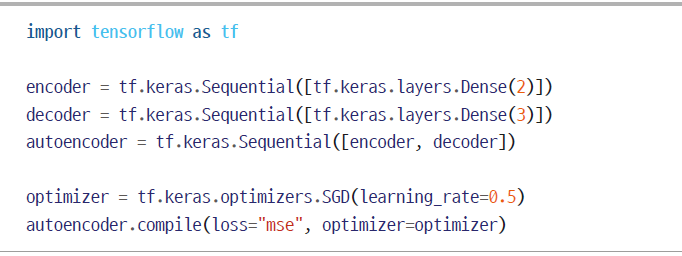 import tensorflow as tf
encoder = tf.keras.Sequential([tf.keras.layers.Dense(2)])
decoder = tf.keras.Sequential([tf.keras.layers.Dense(3)])
autoencoder = tf.keras.Sequential([encoder, decoder])
optimizer = tf.keras.optimizers.SGD(learning_rate=0.5)
autoencoder.compile(loss="mse", optimizer=optimizer)